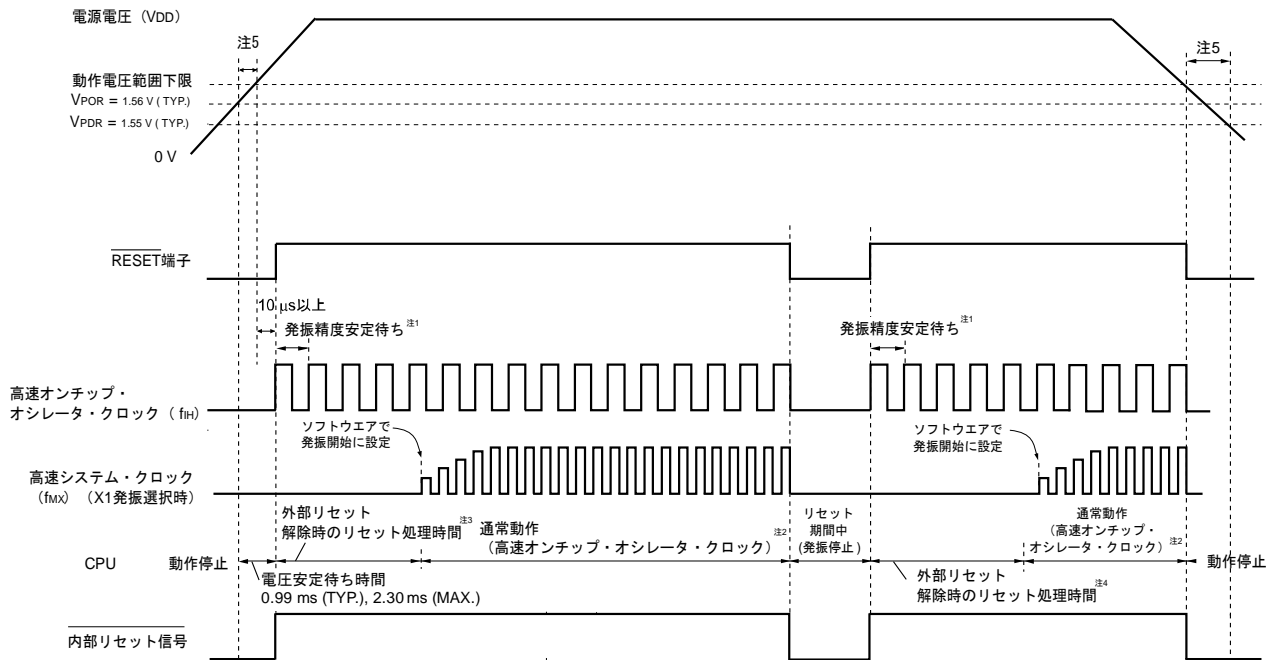 電源電圧（VDD）
注5
注5
動作電圧範囲下限
VPOR = 1.56 V ( TYP.)
VPDR = 1.55 V ( TYP.)
0 V
RESET端子
10 μs以上
発振精度安定待ち注1
発振精度安定待ち注1
高速オンチップ・
オシレータ・クロック（ fIH）
ソフトウエアで
発振開始に設定
ソフトウエアで
発振開始に設定
高速システム・クロック
（fMX）（X1発振選択時）
外部リセット
解除時のリセット処理時間注3
通常動作
（高速オンチップ・オシレータ・クロック）注2
リセット
期間中
(発振停止)
通常動作
（高速オンチップ・
オシレータ・クロック）注2
CPU
動作停止
動作停止
電圧安定待ち時間
0.99 ms (TYP.), 2.30 ms (MAX.)
外部リセット
解除時のリセット処理時間注4
内部リセット信号